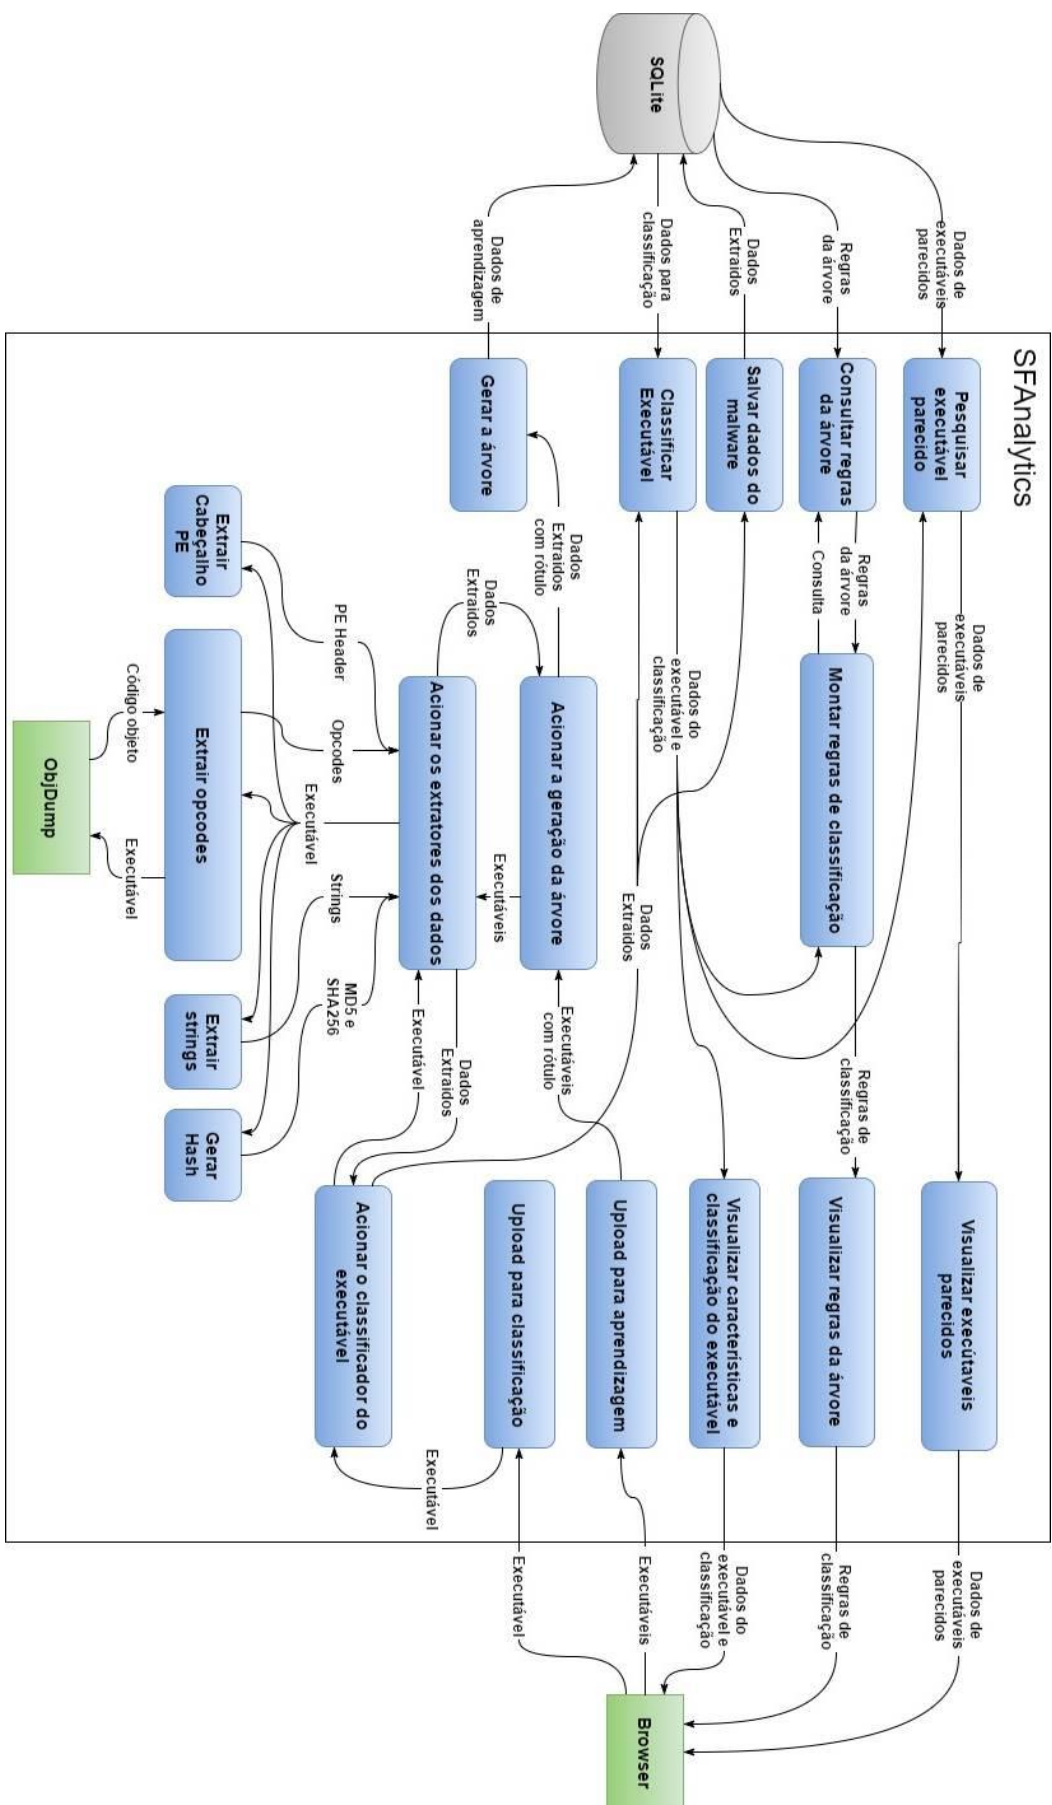 SFAnalytics
SQLite
Dados de
executáveis
parecidos
Regras
da árvore
Dados
Extraidos
Dados para
classificação
Dados de
aprendizagem
Pesquisar
executável
parecido
Consultar regras
da árvore
Salvar dados do
malware
Classificar
Executável
Gerar a árvore
Dados de
executáveis
parecidos
Regras
da árvore
Consulta
Montar regras de classificação
Dados do
executável e
classificação
Dados
Extraidos
com rótulo
Dados
Extraidos
Acionar a geração da árvore
Executáveis
Acionar os extratores dos dados
Dados
Extraidos
Extrair
Cabeçalho
PE
PE Header
Extrair opcodes
Opcodes
Executável
Strings
MD5 e
SHA256
Extrair
strings
Gerar
Hash
Código objeto
Executável
ObjDump
Executável
Dados
Extraidos
Executáveis
com rótulo
Regras de
classificação
Visualizar exécutaveis
parecidos
Visualizar regras da árvore
Visualizar características e
classificação do executável
Upload para aprendizagem
Upload para classificação
Acionar o classificador do
executável
Executável
Dados de
executáveis
parecidos
Regras de
classificação
Dados do
executável e
classificação
Executáveis
Executável
Browser